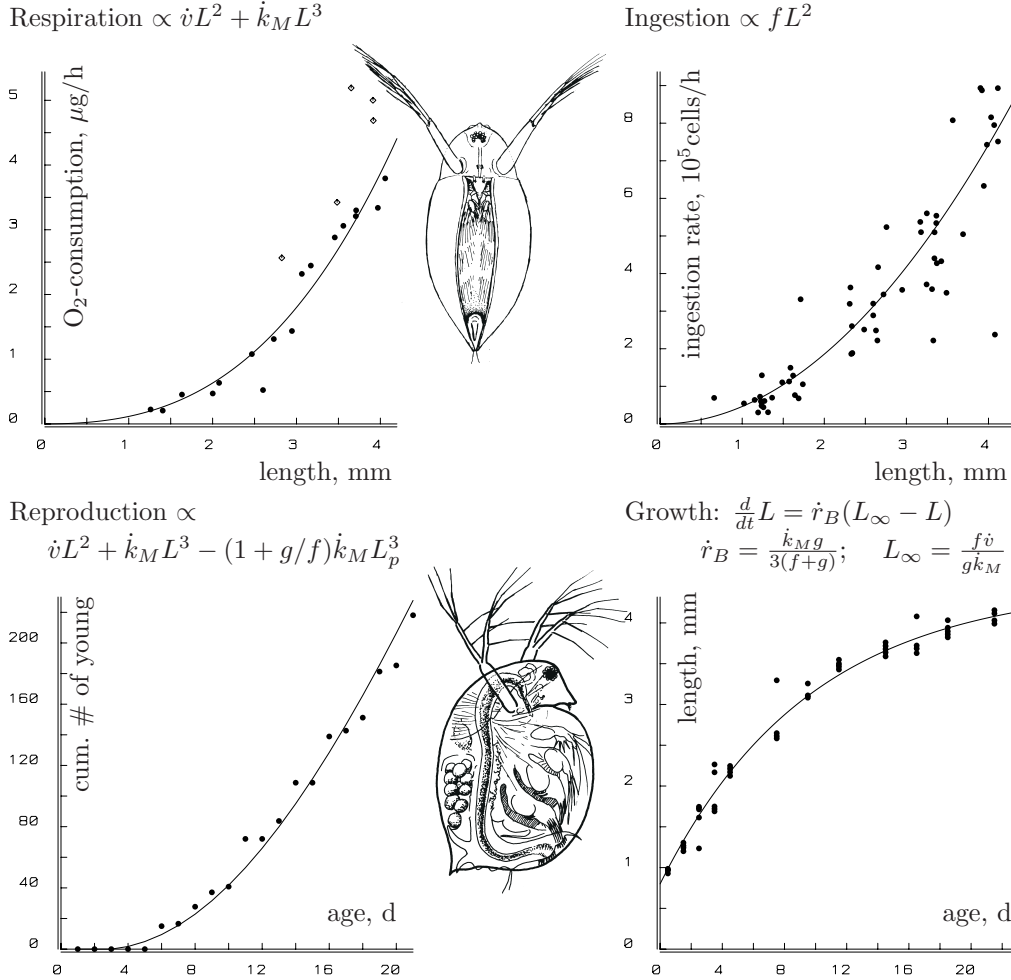 Respiration ∝ v̇L² + k̇_M L³
O₂-consumption, μg/h
5
4
3
2
1
0
0 1 2 3 4
length, mm
Ingestion ∝ fL²
ingestion rate, 10⁵cells/h
8
6
4
2
0
0 1 2 3 4
length, mm
Reproduction ∝
v̇L² + k̇_M L³ − (1 + g/f)k̇_M L_p³
cum. # of young
200
160
120
80
40
0
0 4 8 12 16 20
age, d
Growth: d/dt L = ṙ_B(L_∞ − L)
ṙ_B = k̇_M g / 3(f+g); L_∞ = f v̇ / g k̇_M
length, mm
4
3
2
1
0
0 4 8 12 16 20
age, d